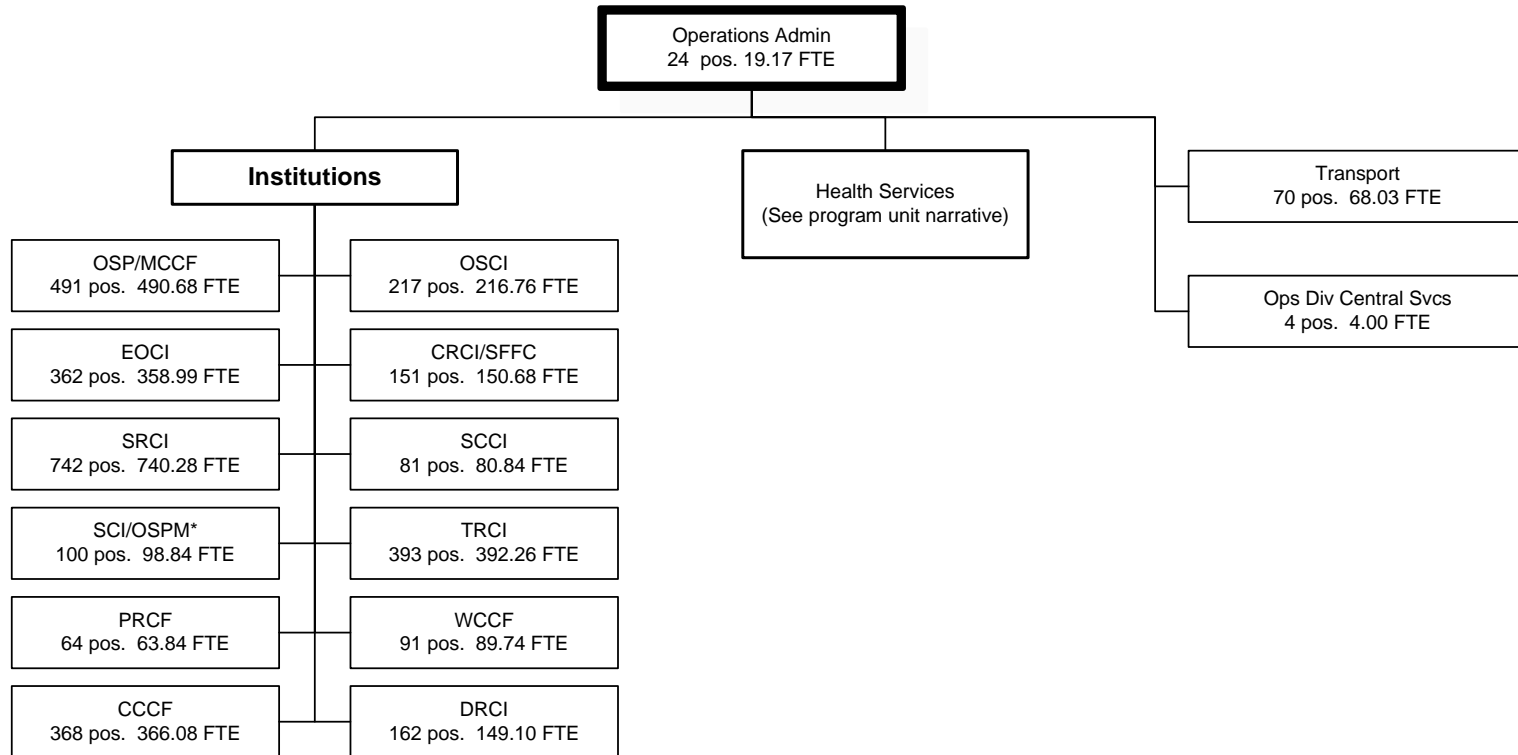 Operations Admin
24 pos. 19.17 FTE
Institutions
Health Services
(See program unit narrative)
Transport
70 pos. 68.03 FTE
Ops Div Central Svcs
4 pos. 4.00 FTE
OSP/MCCF
491 pos. 490.68 FTE
OSCI
217 pos. 216.76 FTE
EOCI
362 pos. 358.99 FTE
CRCI/SFFC
151 pos. 150.68 FTE
SRCI
742 pos. 740.28 FTE
SCCI
81 pos. 80.84 FTE
SCI/OSPM*
100 pos. 98.84 FTE
TRCI
393 pos. 392.26 FTE
PRCF
64 pos. 63.84 FTE
WCCF
91 pos. 89.74 FTE
CCCF
368 pos. 366.08 FTE
DRCI
162 pos. 149.10 FTE